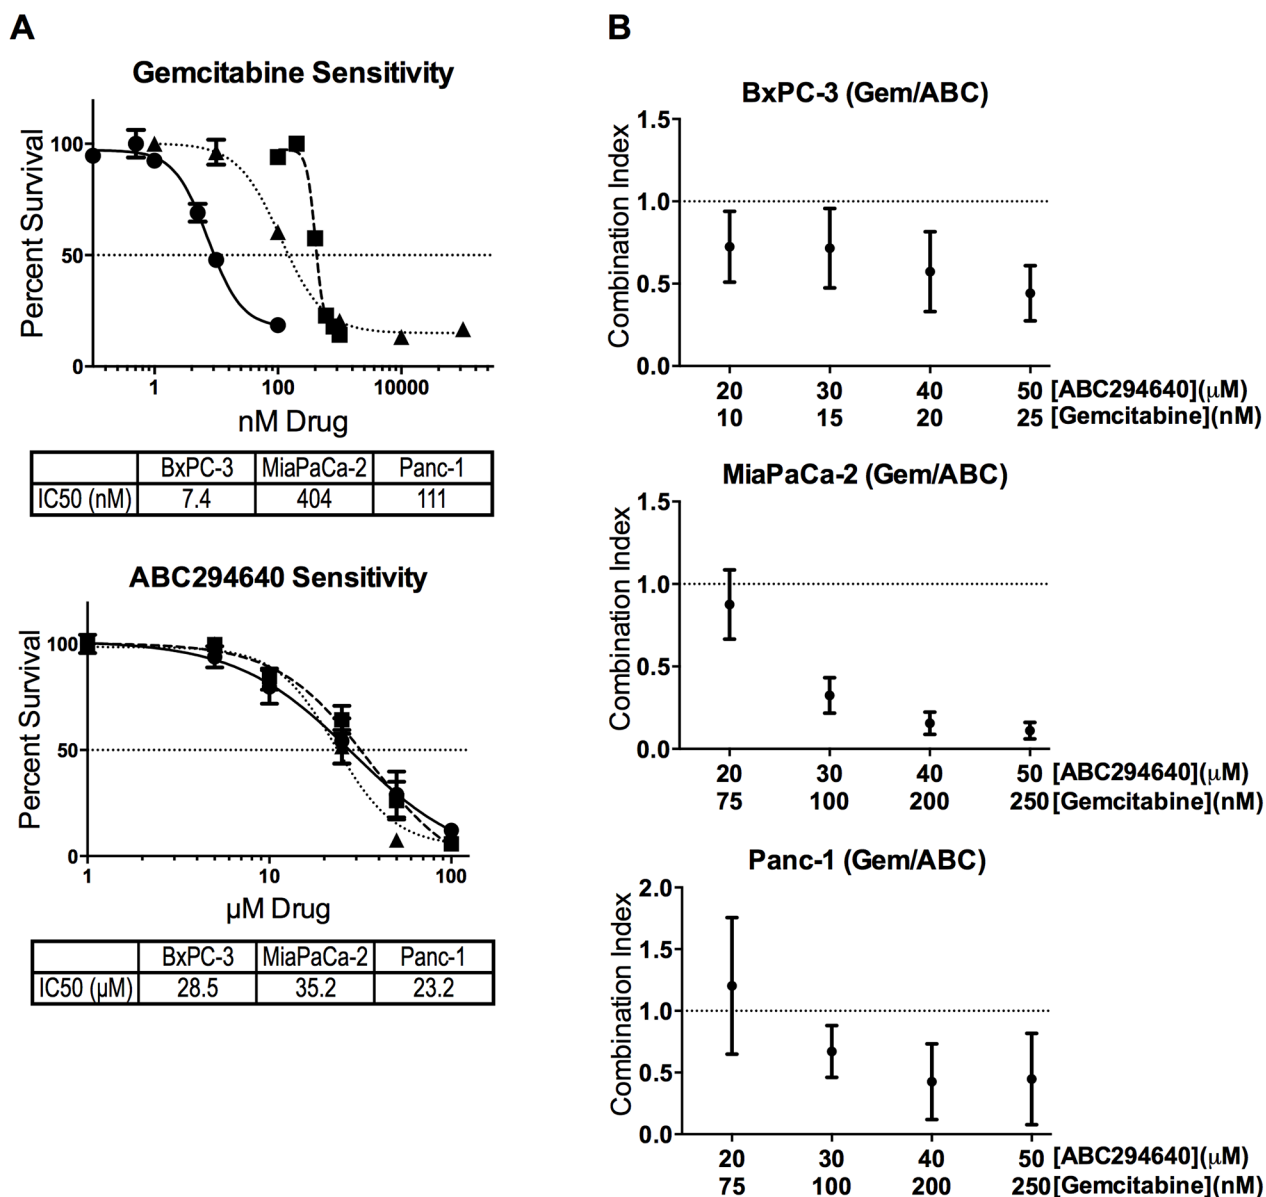 A
Gemcitabine Sensitivity
Percent Survival
100
50
0
1 100 10000
nM Drug
BxPC-3 MiaPaCa-2 Panc-1
IC50 (nM) 7.4 404 111
ABC294640 Sensitivity
Percent Survival
100
50
0
1 10 100
µM Drug
BxPC-3 MiaPaCa-2 Panc-1
IC50 (µM) 28.5 35.2 23.2
B
BxPC-3 (Gem/ABC)
Combination Index
1.5
1.0
0.5
0.0
20 30 40 50 [ABC294640](µM)
10 15 20 25 [Gemcitabine](nM)
MiaPaCa-2 (Gem/ABC)
Combination Index
1.5
1.0
0.5
0.0
20 30 40 50 [ABC294640](µM)
75 100 200 250 [Gemcitabine](nM)
Panc-1 (Gem/ABC)
Combination Index
2.0
1.5
1.0
0.5
0.0
20 30 40 50 [ABC294640](µM)
75 100 200 250 [Gemcitabine](nM)